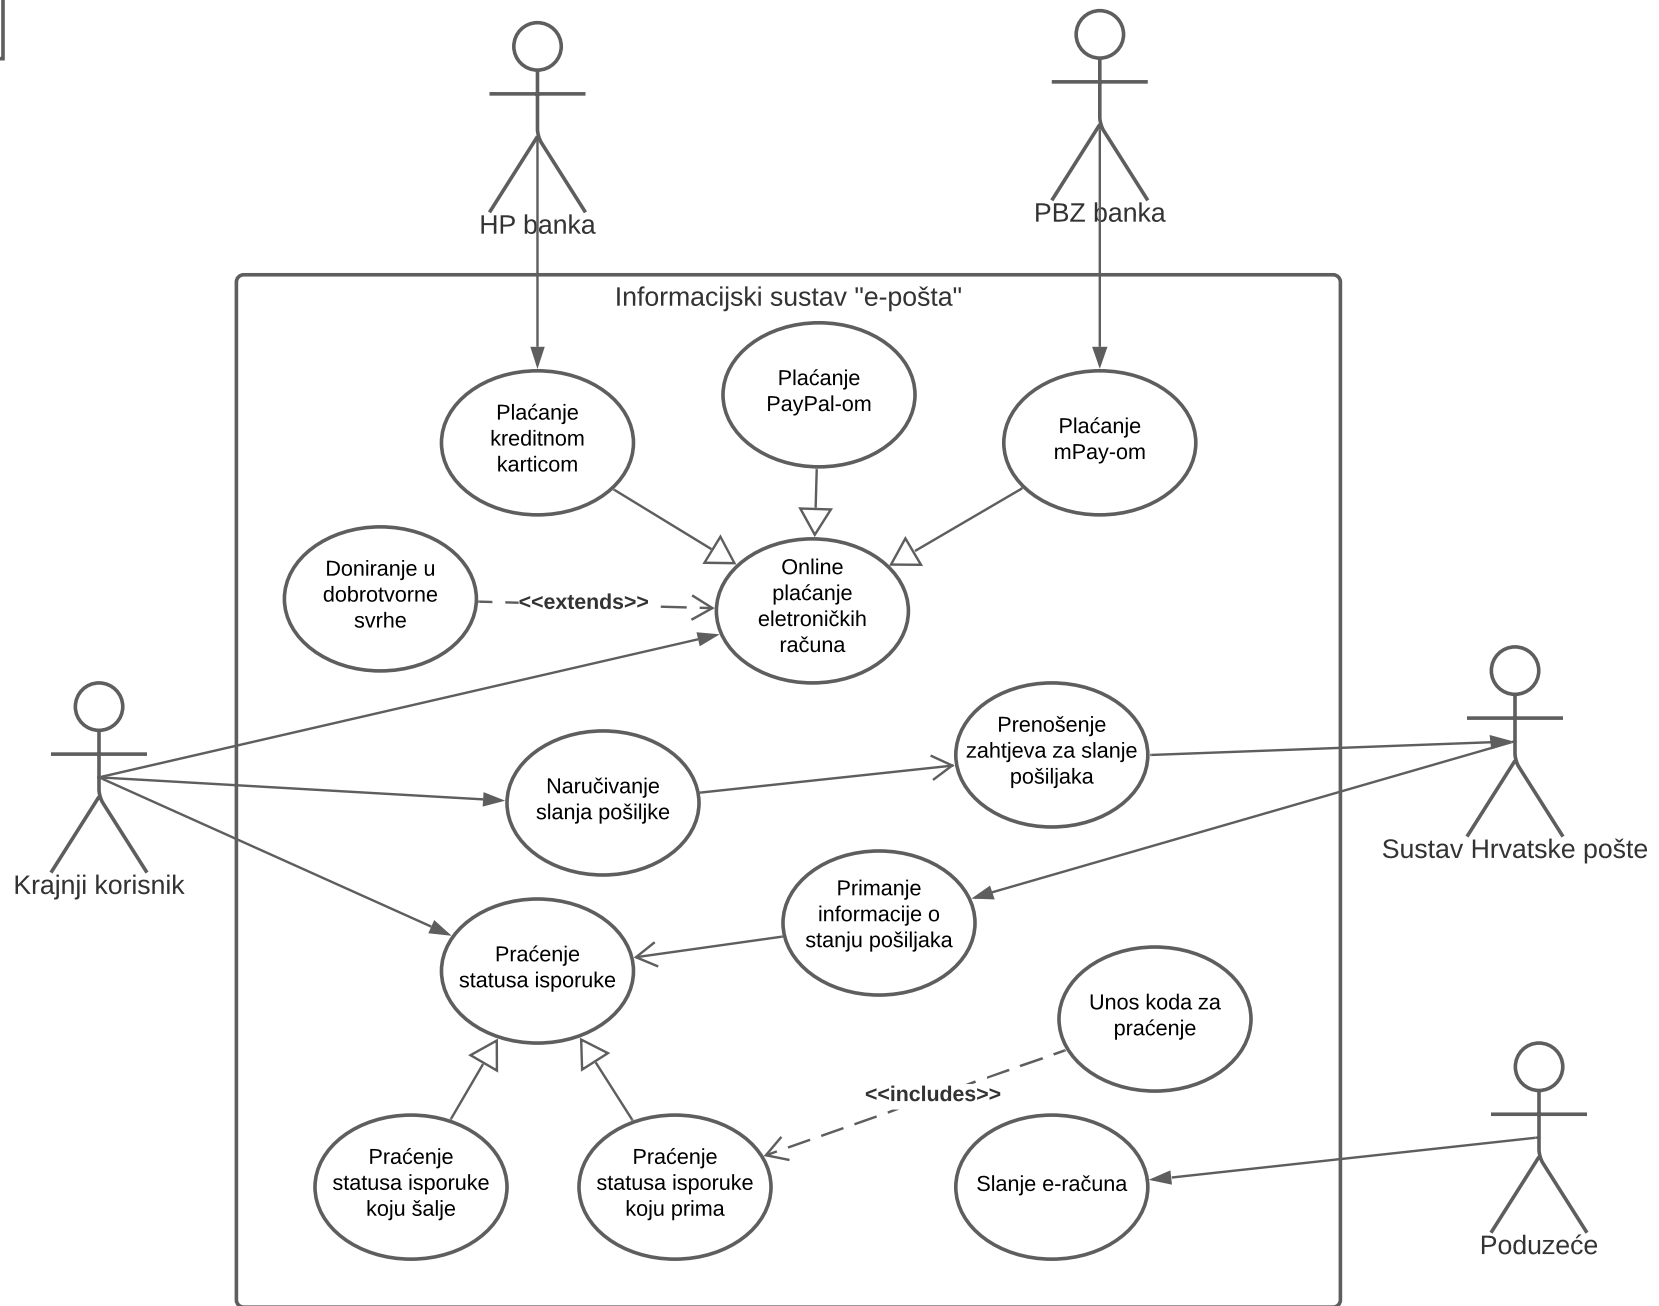 HP banka
PBZ banka
Informacijski sustav "e-pošta"
Plaćanje
PayPal-om
Plaćanje
kreditnom
karticom
Plaćanje
mPay-om
Doniranje u
dobrotvorne
svrhe
<<extends>>
Online
plaćanje
eletroničkih
računa
Krajnji korisnik
Naručivanje
slanja pošiljke
Prenošenje
zahtjeva za slanje
pošiljaka
Sustav Hrvatske pošte
Primanje
informacije o
stanju pošiljaka
Praćenje
statusa isporuke
Unos koda za
praćenje
<<includes>>
Praćenje
statusa isporuke
koju šalje
Praćenje
statusa isporuke
koju prima
Slanje e-računa
Poduzeće